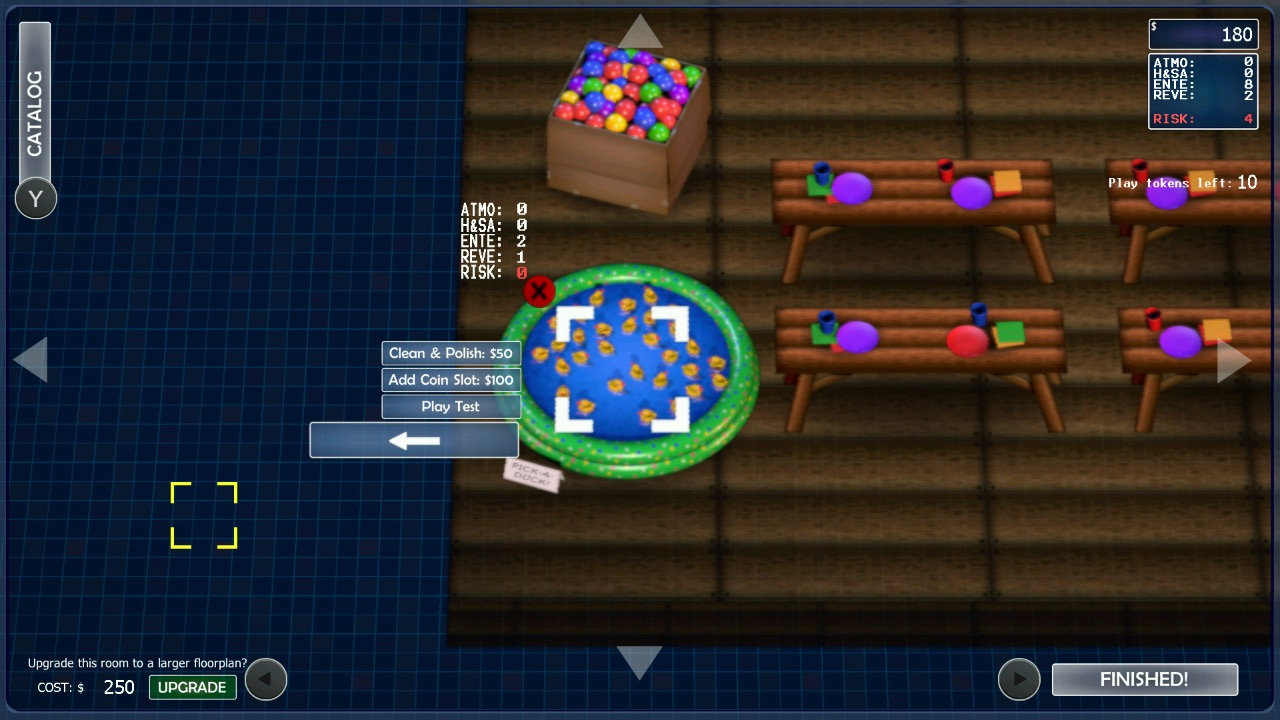 $ 180
CATALOG
ATMO: 0
H&SA: 0
ENTE: 8
REVE: 2
RISK: 4
Y
Play tokens left: 10
ATMO: 0
H&SA: 0
ENTE: 2
REVE: 1
RISK: 0
X
Clean & Polish: $50
Add Coin Slot: $100
Play Test
PICK-A-
DUCK!
Upgrade this room to a larger floorplan?
COST: $ 250 UPGRADE
FINISHED!